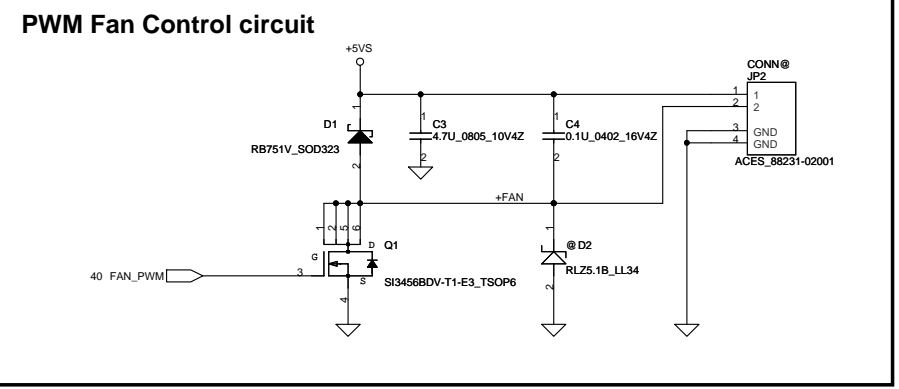 PWM Fan Control circuit
+5VS
CONN@
JP2
1 1
2 2
3 GND
4 GND
ACES_88231-02001
1
D1
RB751V_SOD323
2
1
C3
4.7U_0805_10V4Z
2
1
C4
0.1U_0402_16V4Z
2
+FAN
1 2 5 6
D
Q1
G
S
SI3456BDV-T1-E3_TSOP6
3
4
40 FAN_PWM
1
@ D2
RLZ5.1B_LL34
2